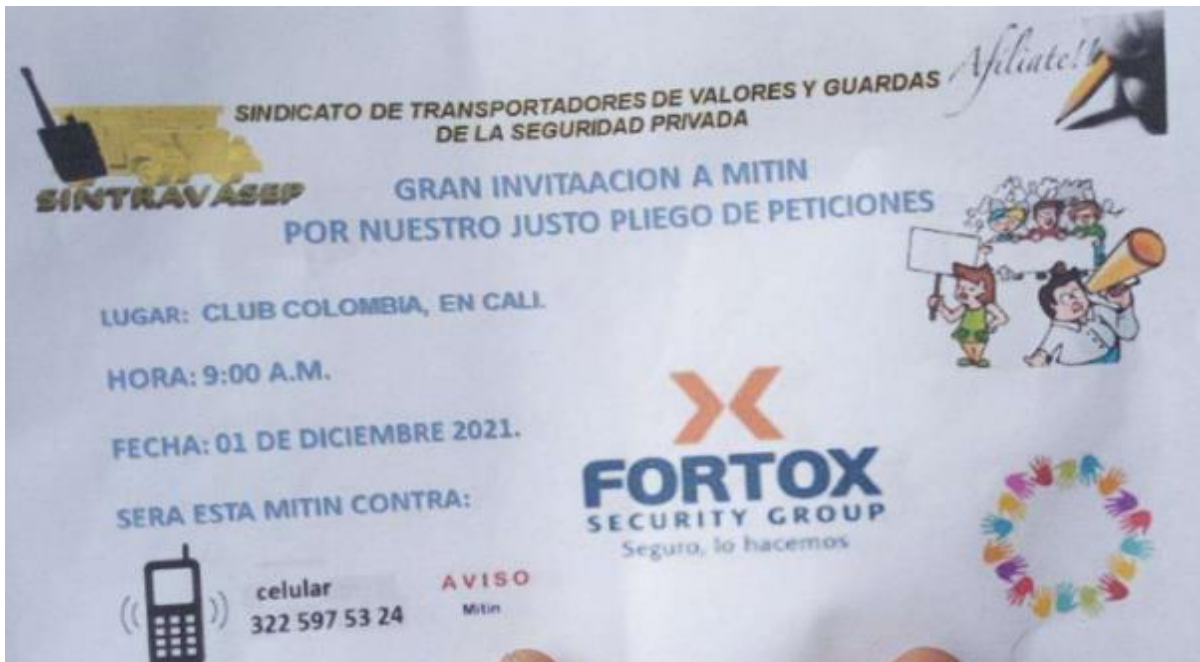 Afiliate!!
SINDICATO DE TRANSPORTADORES DE VALORES Y GUARDAS
DE LA SEGURIDAD PRIVADA
SINTRAVASEP
GRAN INVITAACION A MITIN
POR NUESTRO JUSTO PLIEGO DE PETICIONES
LUGAR: CLUB COLOMBIA, EN CALI.
HORA: 9:00 A.M.
FECHA: 01 DE DICIEMBRE 2021.
SERA ESTA MITIN CONTRA:
FORTOX
SECURITY GROUP
Seguro, lo hacemos
celular
322 597 53 24
AVISO
Mitin